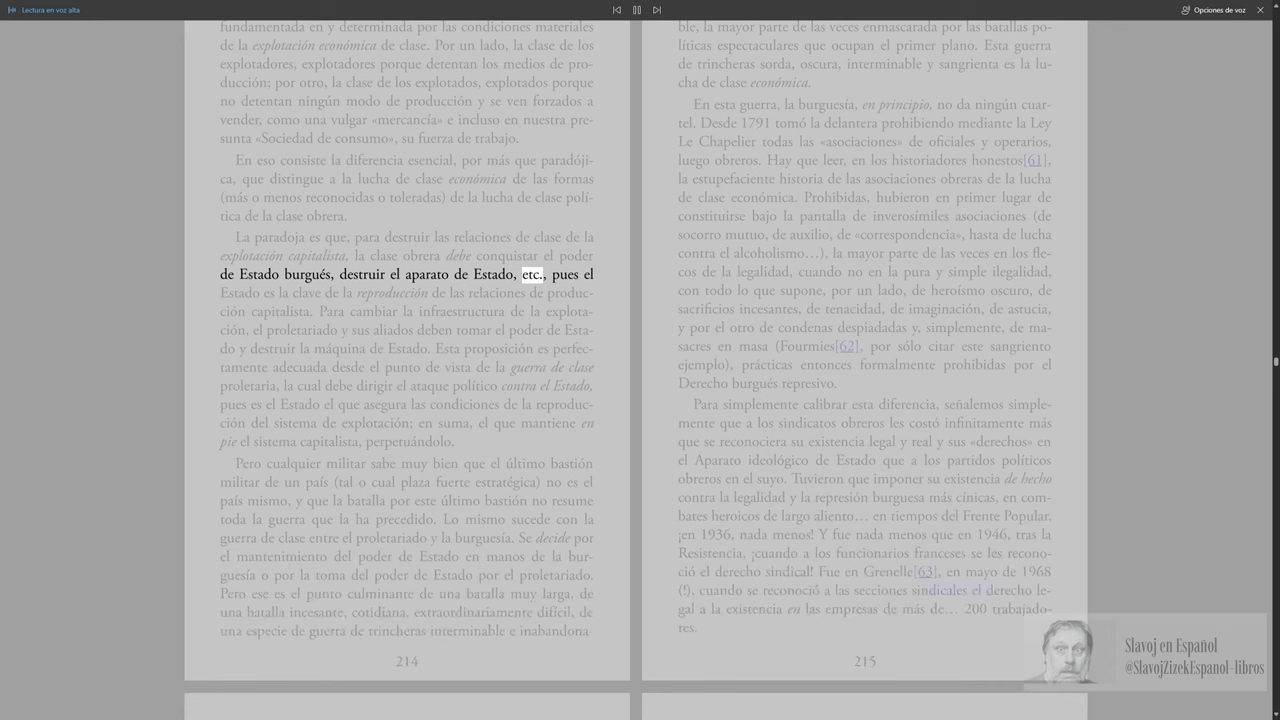 Lectura en voz alta
Opciones de voz
fundamentada en y determinada por las condiciones materiales
de la explotación económica de clase. Por un lado, la clase de los
explotadores, explotadores porque detentan los medios de pro-
ducción; por otro, la clase de los explotados, explotados porque
no detentan ningún modo de producción y se ven forzados a
vender, como una vulgar «mercancía» e incluso en nuestra pre-
sunta «Sociedad de consumo», su fuerza de trabajo.
En eso consiste la diferencia esencial, por más que paradóji-
ca, que distingue a la lucha de clase económica de las formas
(más o menos reconocidas o toleradas) de la lucha de clase polí-
tica de la clase obrera.
La paradoja es que, para destruir las relaciones de clase de la
explotación capitalista, la clase obrera debe conquistar el poder
de Estado burgués, destruir el aparato de Estado, etc., pues el
Estado es la clave de la reproducción de las relaciones de produc-
ción capitalista. Para cambiar la infraestructura de la explota-
ción, el proletariado y sus aliados deben tomar el poder de Esta-
do y destruir la máquina de Estado. Esta proposición es perfec-
tamente adecuada desde el punto de vista de la guerra de clase
proletaria, la cual debe dirigir el ataque político contra el Estado,
pues es el Estado el que asegura las condiciones de la reproduc-
ción del sistema de explotación; en suma, el que mantiene en
pie el sistema capitalista, perpetuándolo.
Pero cualquier militar sabe muy bien que el último bastión
militar de un país (tal o cual plaza fuerte estratégica) no es el
país mismo, y que la batalla por este último bastión no resume
toda la guerra que la ha precedido. Lo mismo sucede con la
guerra de clase entre el proletariado y la burguesía. Se decide por
el mantenimiento del poder de Estado en manos de la bur-
guesía o por la toma del poder de Estado por el proletariado.
Pero ese es el punto culminante de una batalla muy larga, de
una batalla incesante, cotidiana, extraordinariamente difícil, de
una especie de guerra de trincheras interminable e inabandona-
214
ble, la mayor parte de las veces enmascarada por las batallas po-
líticas espectaculares que ocupan el primer plano. Esta guerra
de trincheras sorda, oscura, interminable y sangrienta es la lu-
cha de clase económica.
En esta guerra, la burguesía, en principio, no da ningún cuar-
tel. Desde 1791 tomó la delantera prohibiendo mediante la Ley
Le Chapelier todas las «asociaciones» de oficiales y operarios,
luego obreros. Hay que leer, en los historiadores honestos[61],
la estupefaciente historia de las asociaciones obreras de la lucha
de clase económica. Prohibidas, hubieron en primer lugar de
constituirse bajo la pantalla de inverosímiles asociaciones (de
socorro mutuo, de auxilio, de «correspondencia», hasta de lucha
contra el alcoholismo…), la mayor parte de las veces en los fle-
cos de la legalidad, cuando no en la pura y simple ilegalidad,
con todo lo que supone, por un lado, de heroísmo oscuro, de
sacrificios incesantes, de tenacidad, de imaginación, de astucia,
y por el otro de condenas despiadadas y, simplemente, de ma-
sacres en masa (Fourmies[62], por sólo citar este sangriento
ejemplo), prácticas entonces formalmente prohibidas por el
Derecho burgués represivo.
Para simplemente calibrar esta diferencia, señalemos simple-
mente que a los sindicatos obreros les costó infinitamente más
que se reconociera su existencia legal y real y sus «derechos» en
el Aparato ideológico de Estado que a los partidos políticos
obreros en el suyo. Tuvieron que imponer su existencia de hecho
contra la legalidad y la represión burguesa más cínicas, en com-
bates heroicos de largo aliento… en tiempos del Frente Popular,
¡en 1936, nada menos! Y fue nada menos que en 1946, tras la
Resistencia, ¡cuando a los funcionarios franceses se les recono-
ció el derecho sindical! Fue en Grenelle[63], en mayo de 1968
(!), cuando se reconoció a las secciones sindicales el derecho le-
gal a la existencia en las empresas de más de… 200 trabajado-
res.
215
Slavoj en Español
@SlavojZizekEspanol-libros